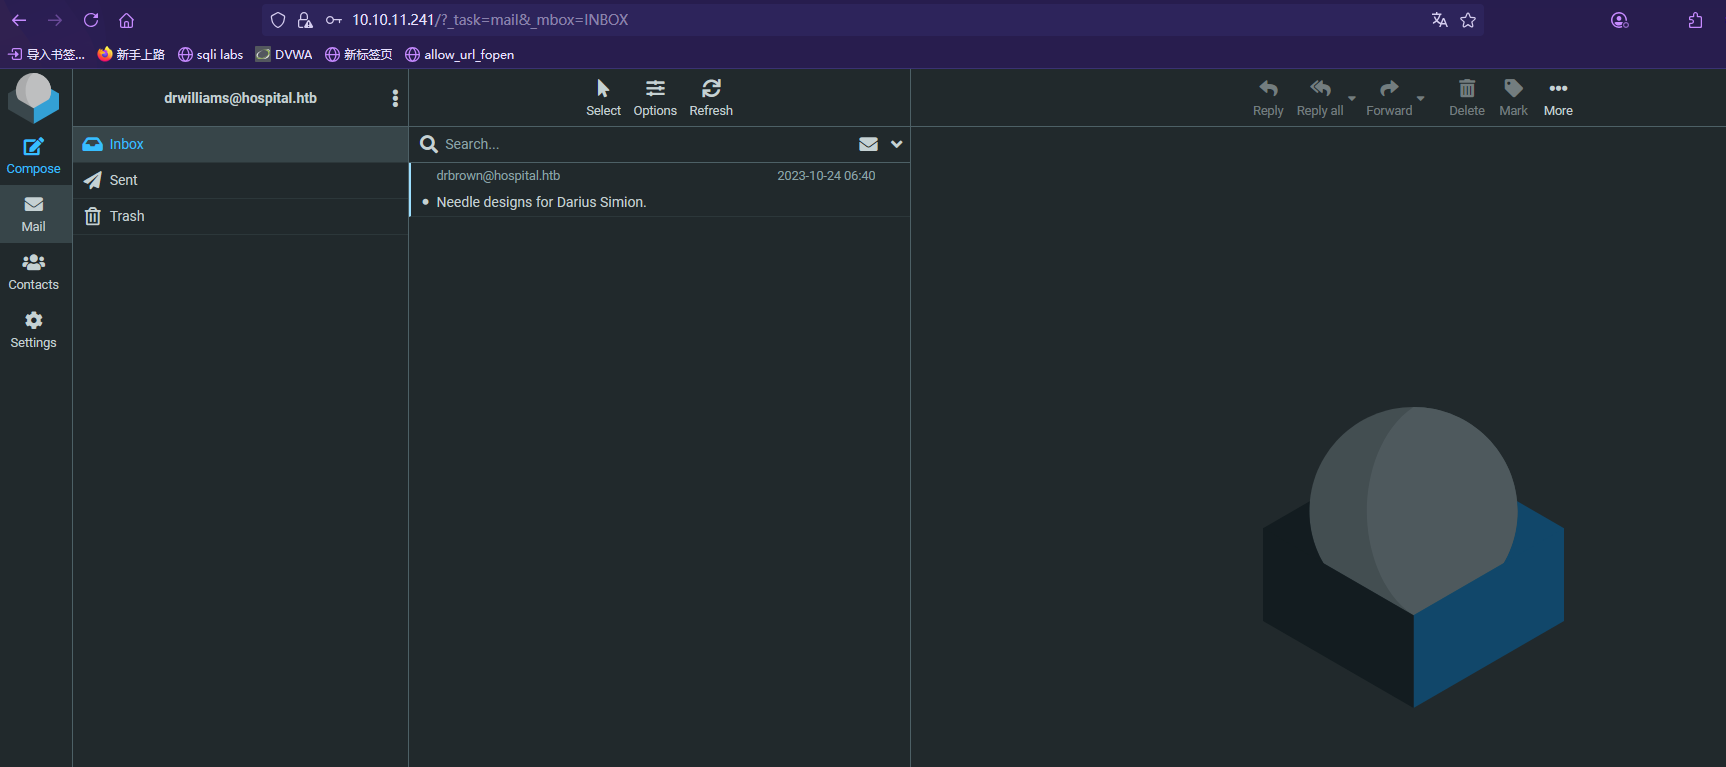 10.10.11.241/?_task=mail&_mbox=INBOX
导入书签... 新手上路 sqli labs DVWA 新标签页 allow_url_fopen
drwilliams@hospital.htb
Select Options Refresh
Reply Reply all Forward Delete Mark More
Compose
Mail
Contacts
Settings
Inbox
Sent
Trash
Search...
drbrown@hospital.htb 2023-10-24 06:40
Needle designs for Darius Simion.